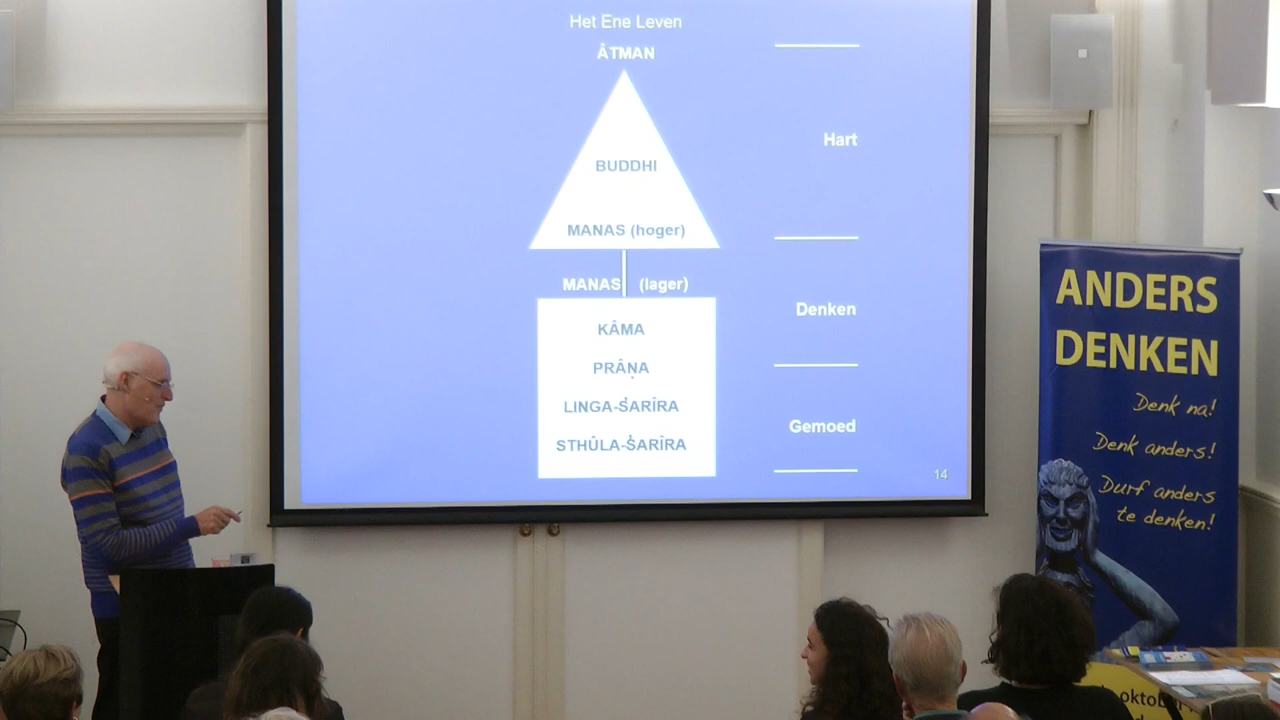 Het Ene Leven
ÂTMAN
Hart
BUDDHI
MANAS (hoger)
MANAS (lager)
Denken
KÂMA
PRÂṆA
LINGA-ŚARÎRA
Gemoed
STHÛLA-ŚARÎRA
14
ANDERS
DENKEN
Denk na!
Denk anders!
Durf anders
te denken!